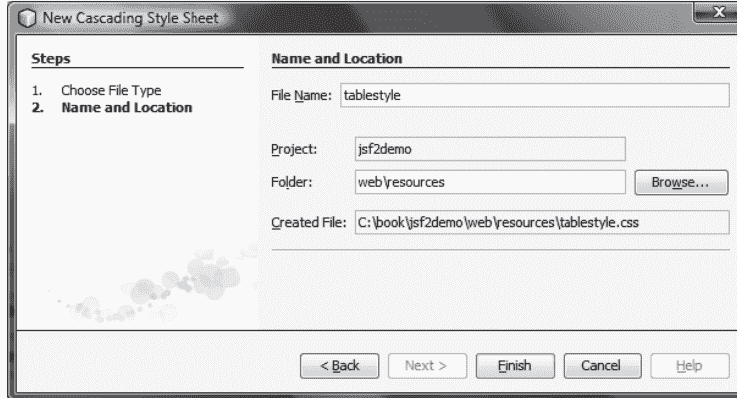 New Cascading Style Sheet
Steps
1. Choose File Type
2. Name and Location
Name and Location
File Name: tablestyle
Project: jsf2demo
Folder: web\resources Browse...
Created File: C:\book\jsf2demo\web\resources\tablestyle.css
< Back Next > Finish Cancel Help